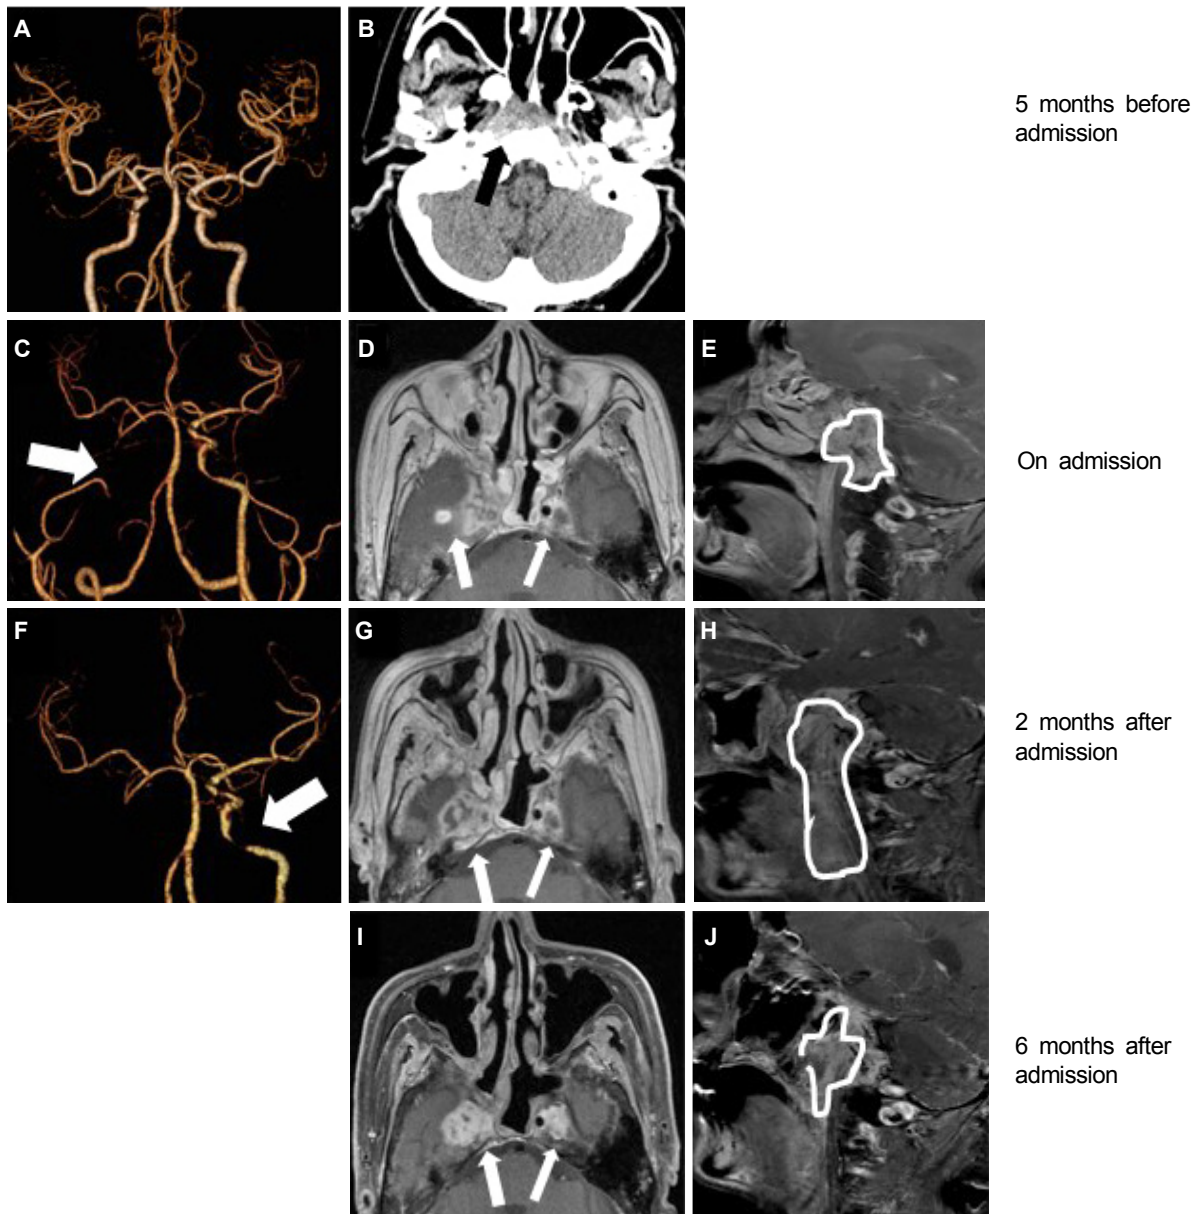 A
B
5 months before
admission
C
D
E
On admission
F
G
H
2 months after
admission
I
J
6 months after
admission